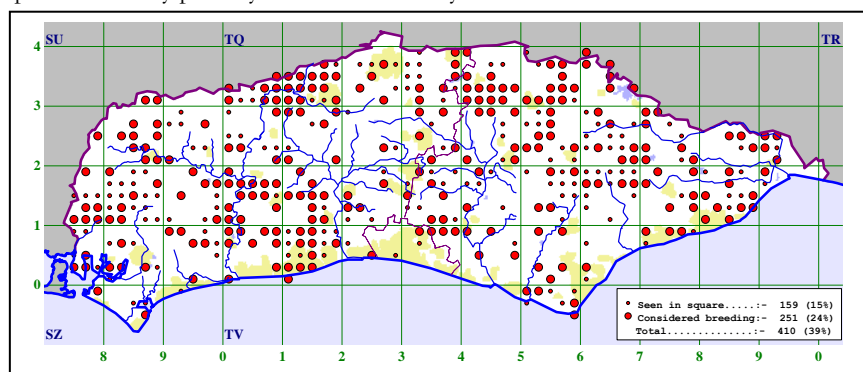 SU TQ TR
4
3
2
1
0
Seen in square.....:- 159 (15%)
Considered breeding:- 251 (24%)
Total..............:- 410 (39%)
SZ TV
8 9 0 1 2 3 4 5 6 7 8 9 0